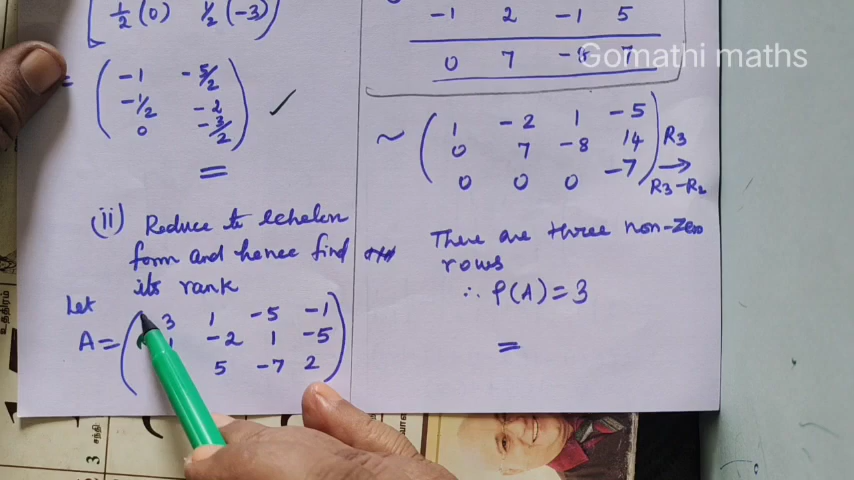 1/2 (0) 1/2 (-3)
= ( -1 -5/2
-1/2 -2
0 -3/2 ) ✓
=
(ii) Reduce to echelon
form and hence find
its rank
Let
A = ( 3 1 -5 -1
1 -2 1 -5
5 -7 2 )
-1 2 -1 5
0 7 -8 7
Gomathi maths
~ ( 1 -2 1 -5
0 7 -8 14
0 0 0 -7 ) R3 → R3-R2
There are three non-zero
rows
∴ ρ(A) = 3
=
3